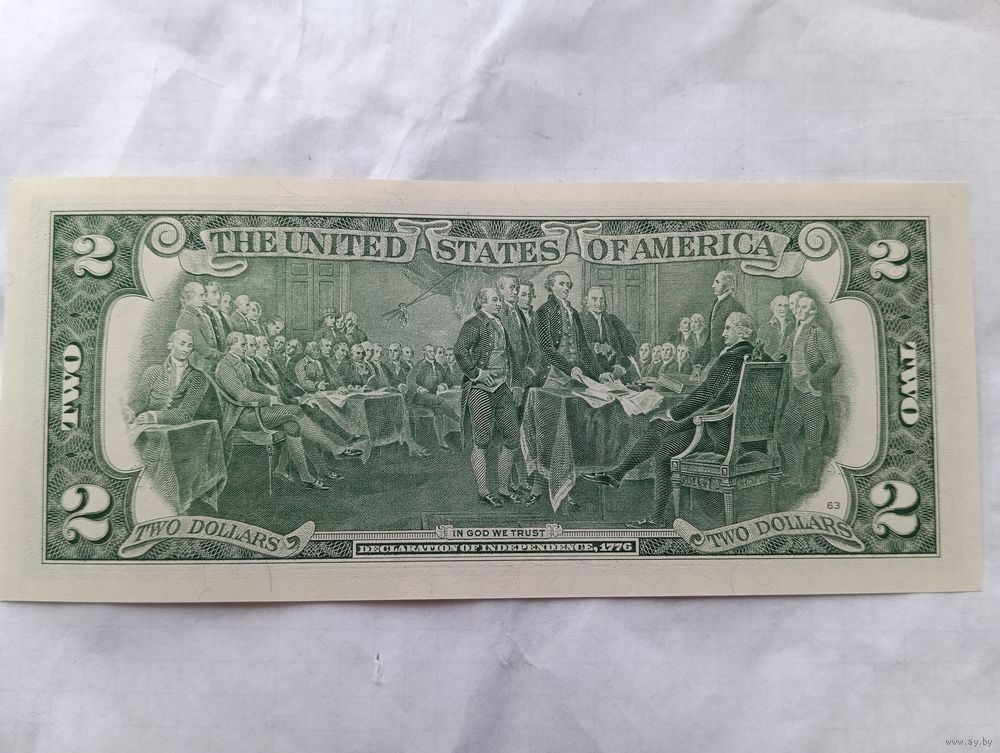 2 THE UNITED STATES OF AMERICA 2
TWO TWO
63
2 TWO DOLLARS IN GOD WE TRUST TWO DOLLARS 2
DECLARATION OF INDEPENDENCE, 1776
www.ay.by